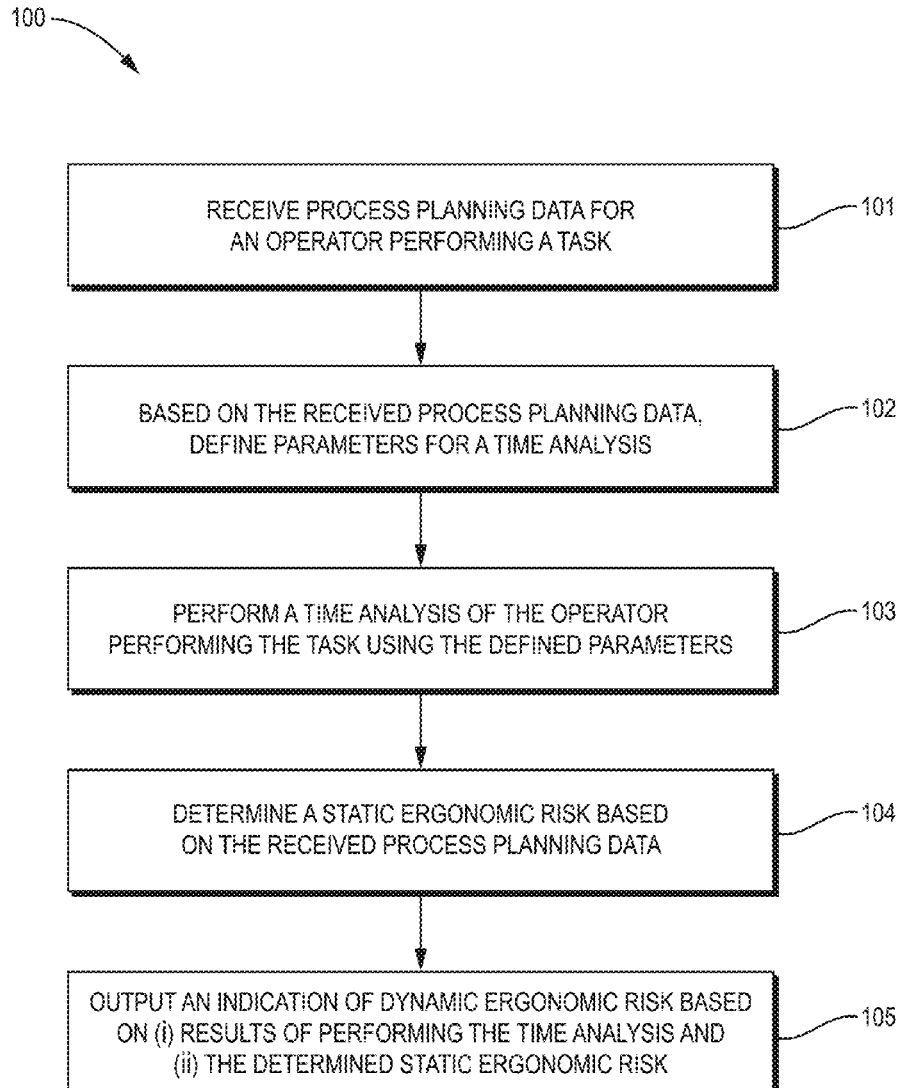 100
RECEIVE PROCESS PLANNING DATA FOR
AN OPERATOR PERFORMING A TASK
101
BASED ON THE RECEIVED PROCESS PLANNING DATA,
DEFINE PARAMETERS FOR A TIME ANALYSIS
102
PERFORM A TIME ANALYSIS OF THE OPERATOR
PERFORMING THE TASK USING THE DEFINED PARAMETERS
103
DETERMINE A STATIC ERGONOMIC RISK BASED
ON THE RECEIVED PROCESS PLANNING DATA
104
OUTPUT AN INDICATION OF DYNAMIC ERGONOMIC RISK BASED
ON (i) RESULTS OF PERFORMING THE TIME ANALYSIS AND
(ii) THE DETERMINED STATIC ERGONOMIC RISK
105